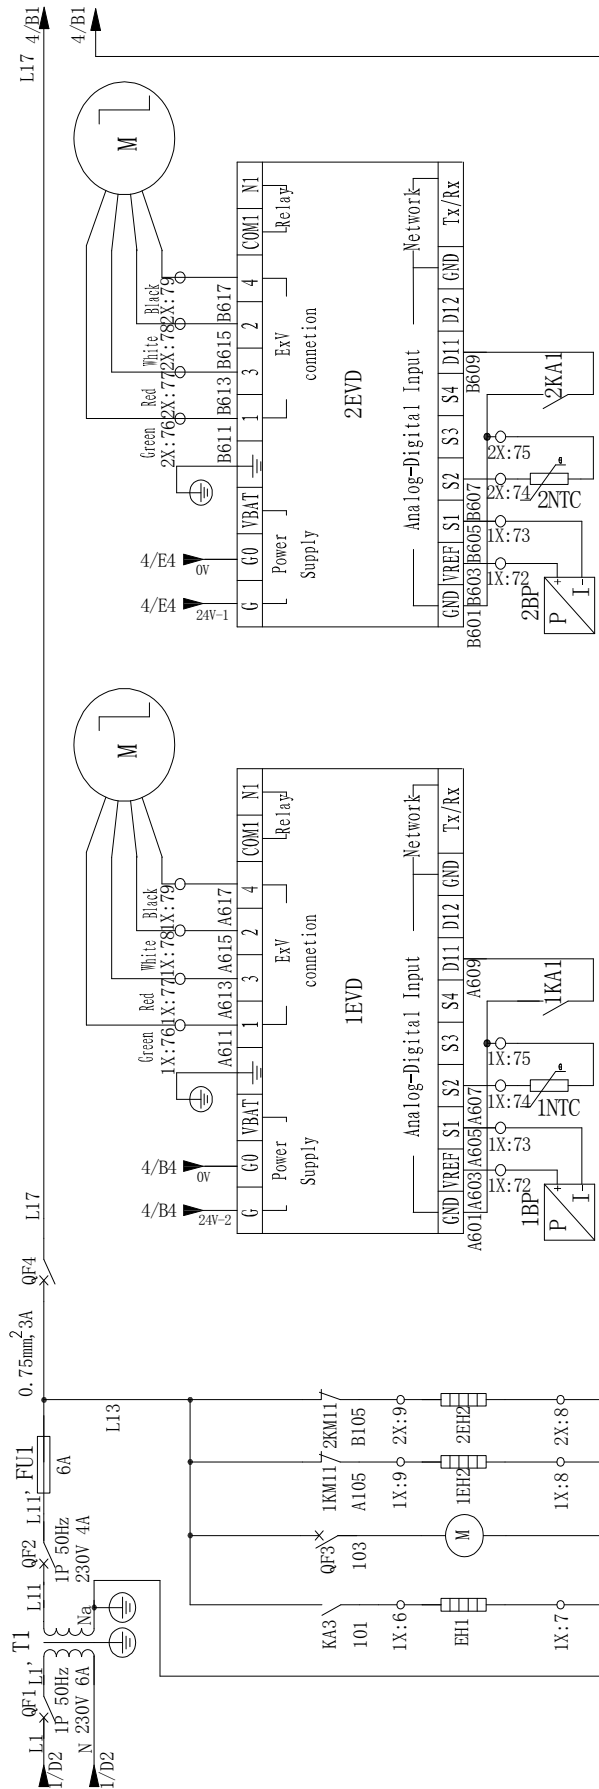 L1
1/D2
QF1
1P 50Hz
N 230V 6A
1/D2
L1'
T1
Na
L11
QF2
1P 50Hz
230V 4A
L11'
FU1
6A
0.75mm²,3A
L13
QF4
L17
L17
4/B1
4/B1
KA3
101
1X:6
EH1
1X:7
QF3
103
M
1KM11
A105
1X:9
1EH2
1X:8
2KM11
B105
2X:9
2EH2
2X:8
M
Green
Red
White
Black
1X:76
1X:77
1X:78
1X:79
4/B4
24V-2
4/B4
0V
A611
A613
A615
A617
G
G0
VBAT
1
3
2
4
COM1
N1
Power
Supply
ExV
connetion
Relay
1EVD
Analog-Digital Input
Network
GND
VREF
S1
S2
S3
S4
D11
D12
GND
Tx/Rx
A601
A603
A605
A607
A609
1X:72
1X:73
1X:74
1X:75
1BP
P
+
I
-
1NTC
θ
1KA1
M
Green
Red
White
Black
2X:76
2X:77
2X:78
2X:79
4/E4
24V-1
4/E4
0V
B611
B613
B615
B617
G
G0
VBAT
1
3
2
4
COM1
N1
Power
Supply
ExV
connetion
Relay
2EVD
Analog-Digital Input
Network
GND
VREF
S1
S2
S3
S4
D11
D12
GND
Tx/Rx
B601
B603
B605
B607
B609
1X:72
1X:73
2X:74
2X:75
2BP
P
+
I
-
2NTC
θ
2KA1